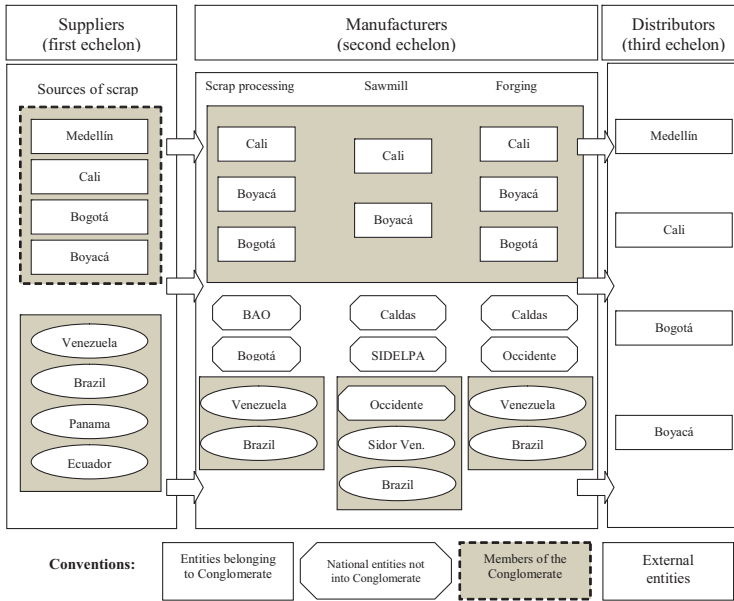 Suppliers
(first echelon)
Manufacturers
(second echelon)
Distributors
(third echelon)
Sources of scrap
Medellín
Cali
Bogotá
Boyacá
Venezuela
Brazil
Panama
Ecuador
Scrap processing
Sawmill
Forging
Cali
Boyacá
Bogotá
Cali
Boyacá
Cali
Boyacá
Bogotá
BAO
Caldas
Caldas
Bogotá
SIDELPA
Occidente
Venezuela
Brazil
Occidente
Sidor Ven.
Brazil
Venezuela
Brazil
Medellín
Cali
Bogotá
Boyacá
Conventions:
Entities belonging
to Conglomerate
National entities not
into Conglomerate
Members of the
Conglomerate
External
entities